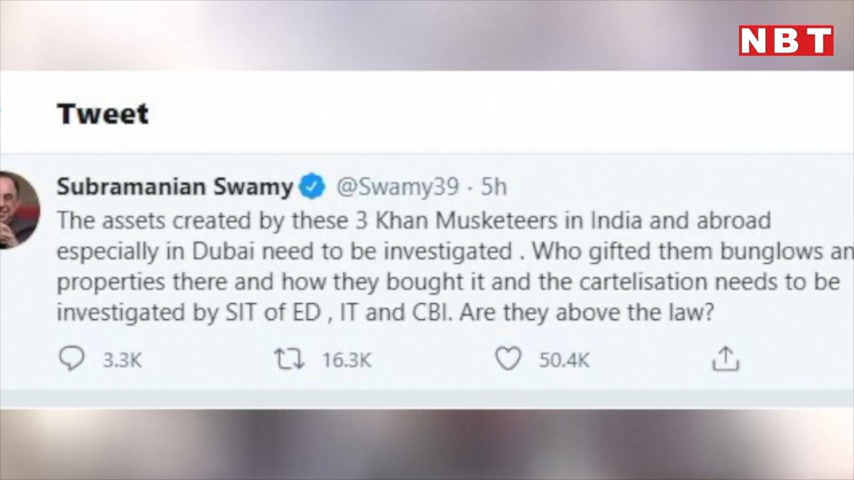 NBT
Tweet
Subramanian Swamy @Swamy39 · 5h
The assets created by these 3 Khan Musketeers in India and abroad
especially in Dubai need to be investigated . Who gifted them bunglows an
properties there and how they bought it and the cartelisation needs to be
investigated by SIT of ED , IT and CBI. Are they above the law?
3.3K 16.3K 50.4K